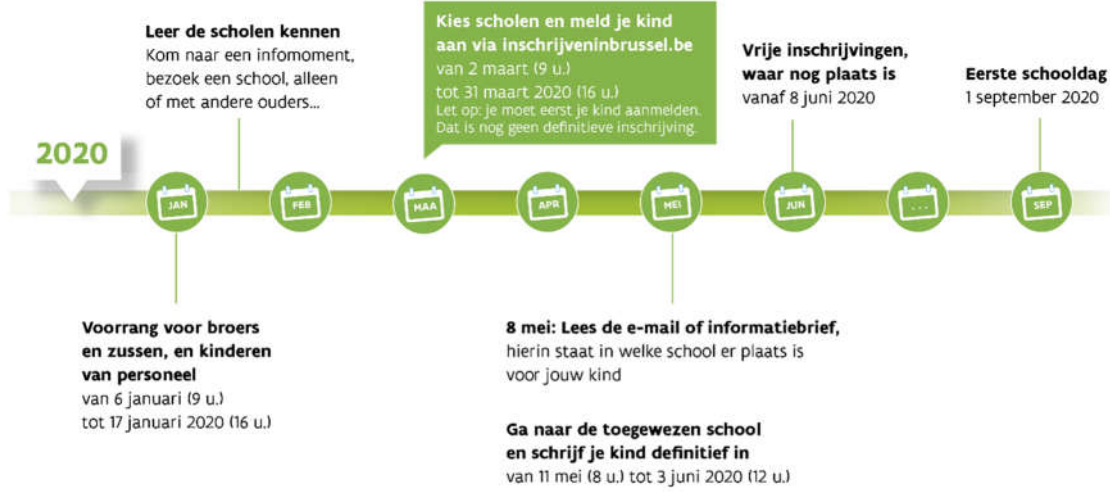 Leer de scholen kennen
Kom naar een infomoment,
bezoek een school, alleen
of met andere ouders...
Kies scholen en meld je kind
aan via inschrijveninbrussel.be
van 2 maart (9 u.)
tot 31 maart 2020 (16 u.)
Let op: je moet eerst je kind aanmelden.
Dat is nog geen definitieve inschrijving.
Vrije inschrijvingen,
waar nog plaats is
vanaf 8 juni 2020
Eerste schooldag
1 september 2020
2020
JAN
FEB
MAA
APR
MEI
JUN
...
SEP
Voorrang voor broers
en zussen, en kinderen
van personeel
van 6 januari (9 u.)
tot 17 januari 2020 (16 u.)
8 mei: Lees de e-mail of informatiebrief,
hierin staat in welke school er plaats is
voor jouw kind
Ga naar de toegewezen school
en schrijf je kind definitief in
van 11 mei (8 u.) tot 3 juni 2020 (12 u.)